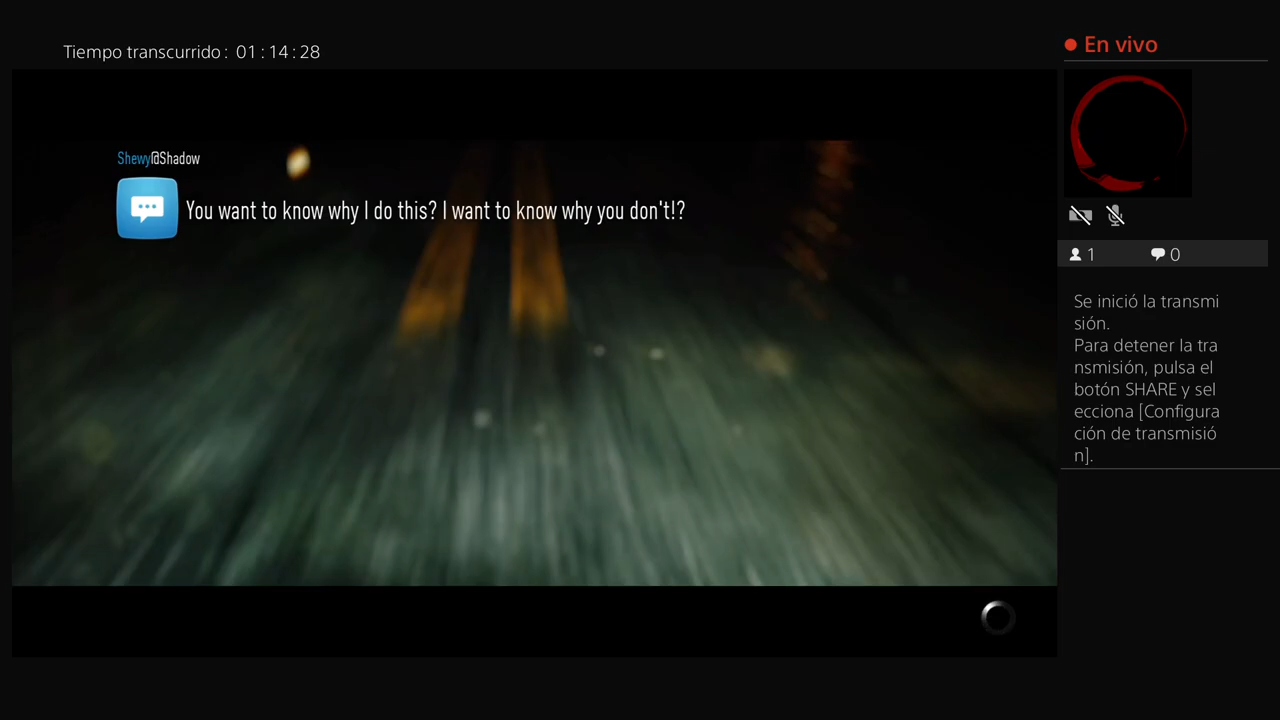 Tiempo transcurrido: 01:14:28
En vivo
Shewy@Shadow
You want to know why I do this? I want to know why you don't!?
1 0
Se inició la transmi
sión.
Para detener la tra
nsmisión, pulsa el
botón SHARE y sel
ecciona [Configura
ción de transmisió
n].